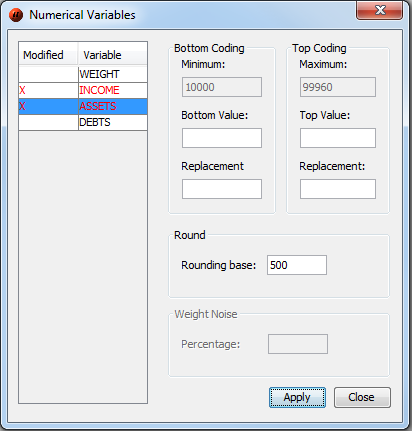 Numerical Variables
Modified Variable
WEIGHT
X INCOME
X ASSETS
DEBTS
Bottom Coding
Minimum:
10000
Bottom Value:
Replacement
Top Coding
Maximum:
99960
Top Value:
Replacement:
Round
Rounding base: 500
Weight Noise
Percentage:
Apply Close